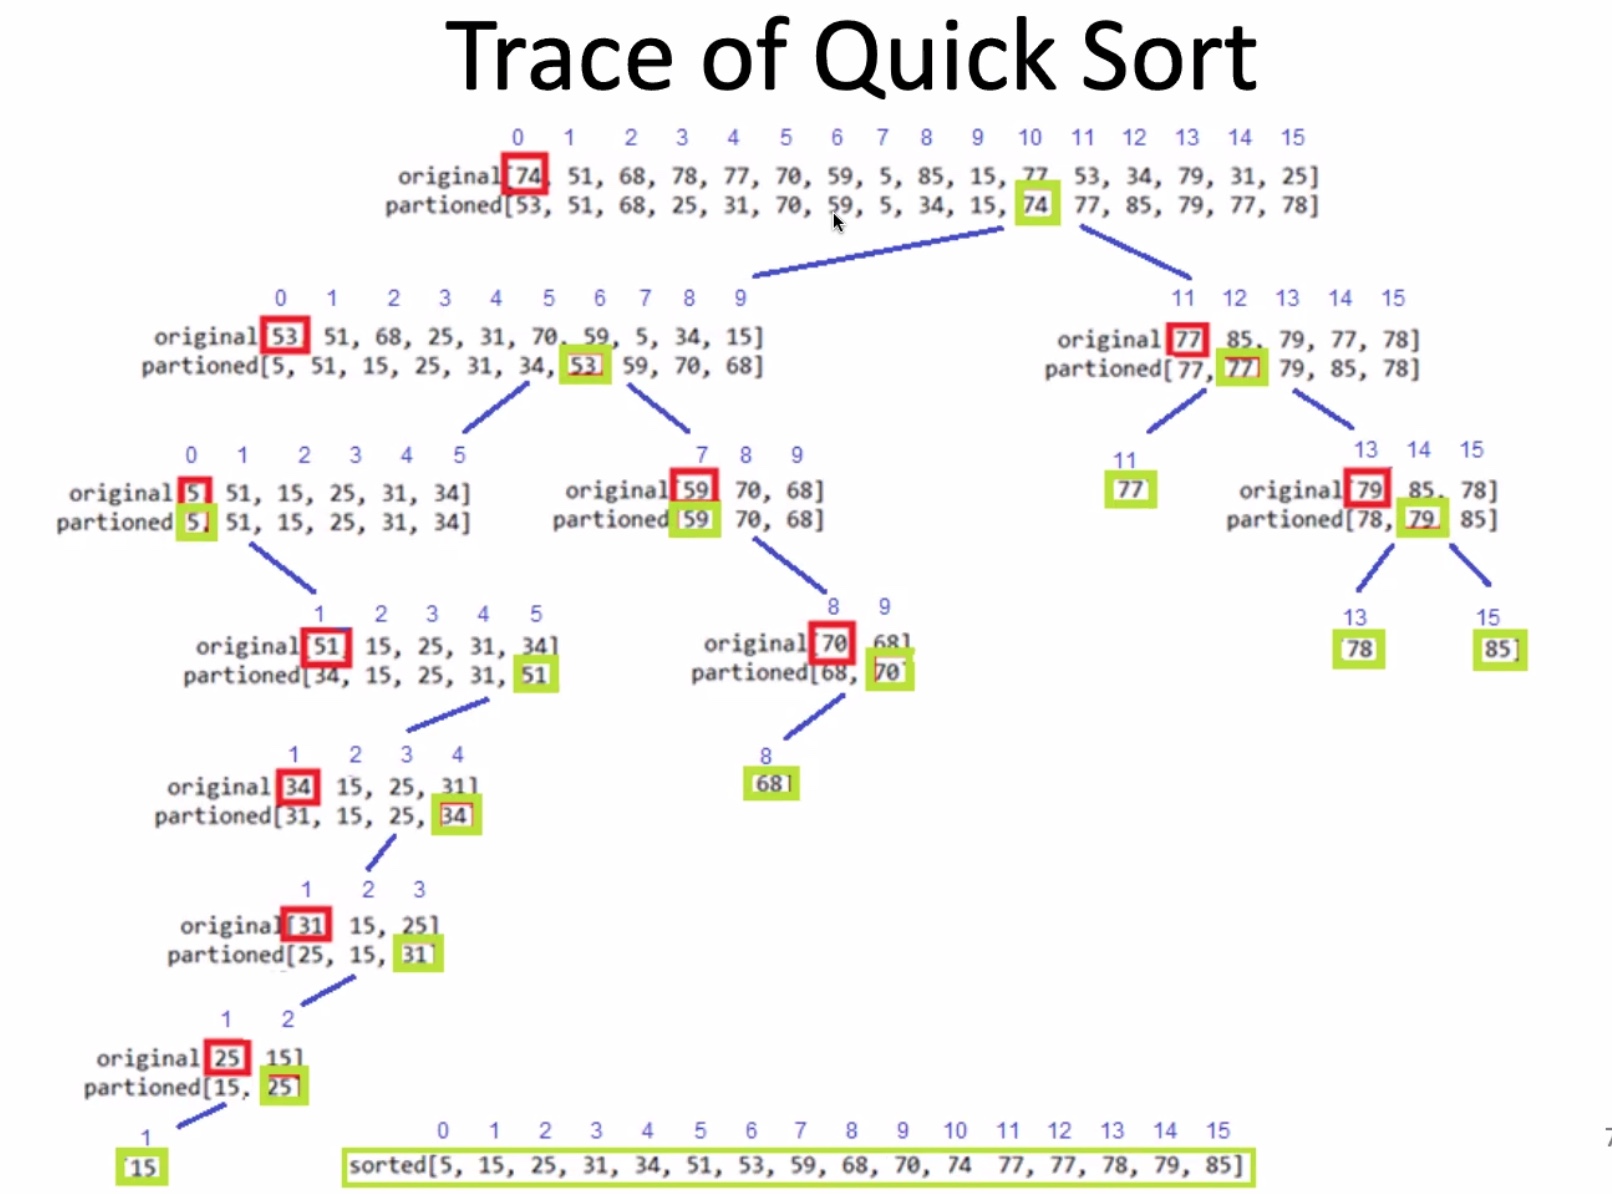 Trace of Quick Sort
0 1 2 3 4 5 6 7 8 9 10 11 12 13 14 15
original[74, 51, 68, 78, 77, 70, 59, 5, 85, 15, 77, 53, 34, 79, 31, 25]
partioned[53, 51, 68, 25, 31, 70, 59, 5, 34, 15, 74 77, 85, 79, 77, 78]
0 1 2 3 4 5 6 7 8 9
original[53 51, 68, 25, 31, 70, 59, 5, 34, 15]
partioned[5, 51, 15, 25, 31, 34, 53 59, 70, 68]
11 12 13 14 15
original[77 85, 79, 77, 78]
partioned[77, 77] 79, 85, 78]
0 1 2 3 4 5
original[5 51, 15, 25, 31, 34]
partioned[5, 51, 15, 25, 31, 34]
7 8 9
original[59 70, 68]
partioned[59 70, 68]
11
77
13 14 15
original[79 85, 78]
partioned[78, 79 85]
1 2 3 4 5
original[51, 15, 25, 31, 34]
partioned[34, 15, 25, 31, 51
8 9
original[70 68]
partioned[68, 70]
13
78
15
85]
1 2 3 4
original[34 15, 25, 31]
partioned[31, 15, 25, 34]
8
68]
1 2 3
original[31 15, 25]
partioned[25, 15, 31]
1 2
original[25 15]
partioned[15, 25]
1
15
0 1 2 3 4 5 6 7 8 9 10 11 12 13 14 15
sorted[5, 15, 25, 31, 34, 51, 53, 59, 68, 70, 74 77, 77, 78, 79, 85]